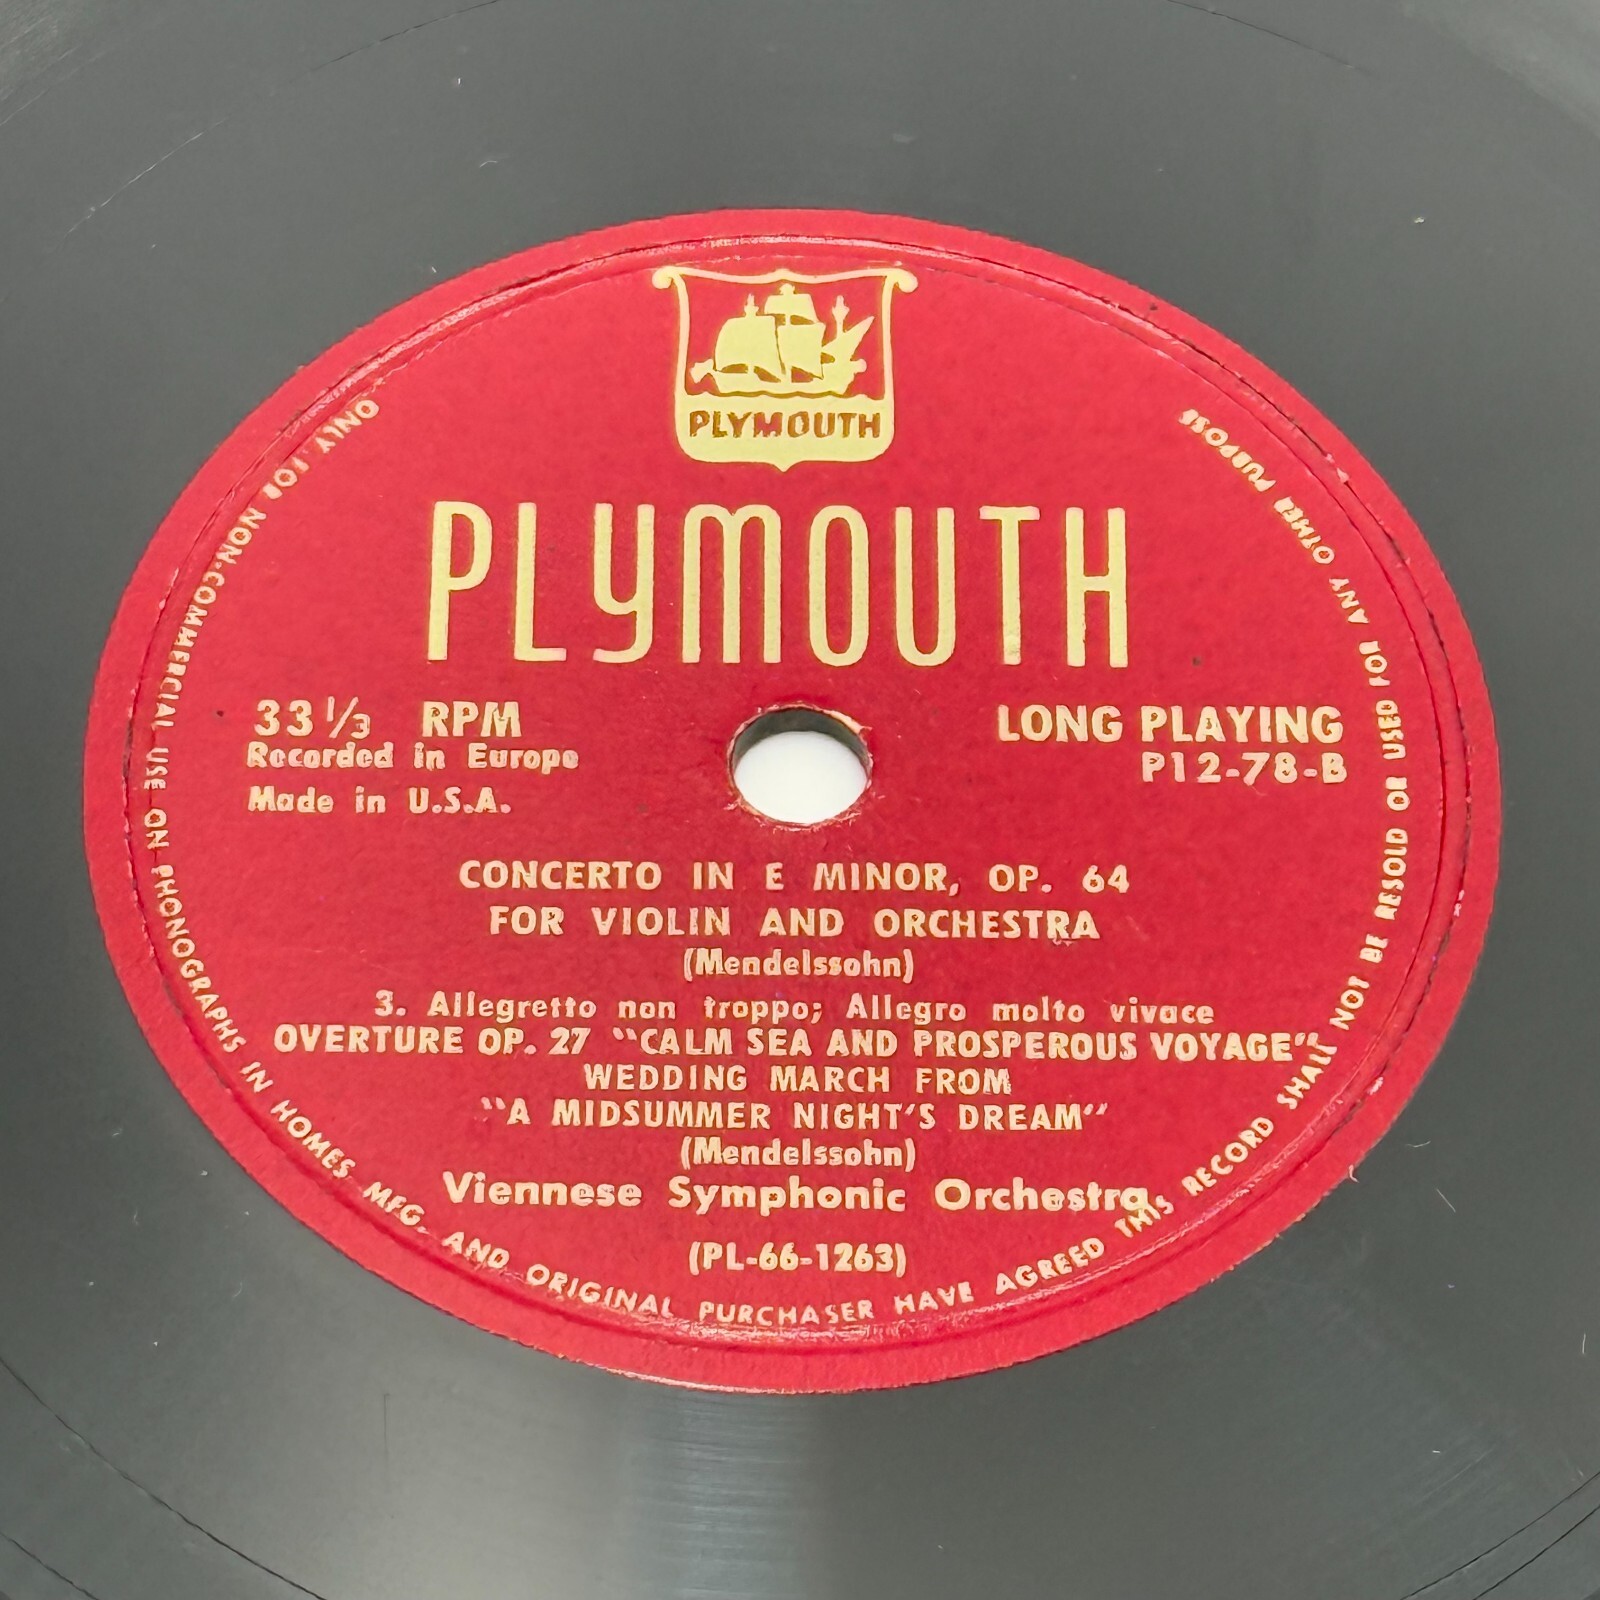 PLYMOUTH
PLYMOUTH
33 1/3 RPM
Recorded in Europe
Made in U.S.A.
LONG PLAYING
P12-78-B
CONCERTO IN E MINOR, OP. 64
FOR VIOLIN AND ORCHESTRA
(Mendelssohn)
3. Allegretto non troppo; Allegro molto vivace
OVERTURE OP. 27 "CALM SEA AND PROSPEROUS VOYAGE"
WEDDING MARCH FROM
"A MIDSUMMER NIGHT'S DREAM"
(Mendelssohn)
Viennese Symphonic Orchestra
(PL-66-1263)
ONLY FOR NON-COMMERCIAL USE ON PHONOGRAPHS IN HOMES. MFG. AND ORIGINAL PURCHASER HAVE AGREED THIS RECORD SHALL NOT BE RESOLD OR USED FOR ANY OTHER PURPOSE